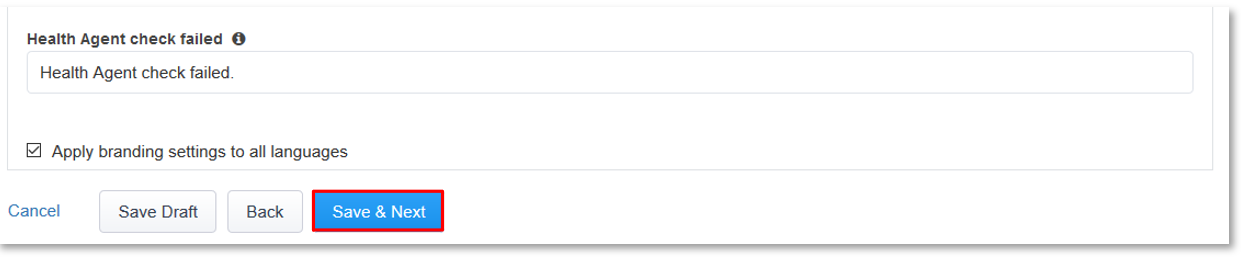 Health Agent check failed
Health Agent check failed.
Apply branding settings to all languages
Cancel
Save Draft
Back
Save & Next